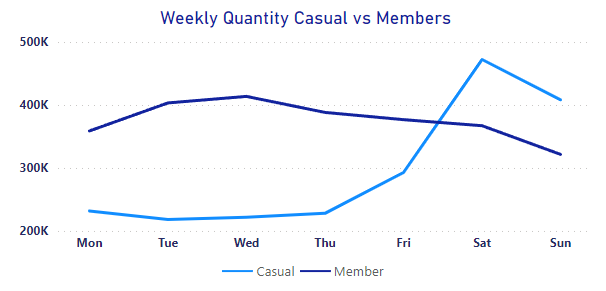 Weekly Quantity Casual vs Members
500K
400K
300K
200K
Mon Tue Wed Thu Fri Sat Sun
Casual Member